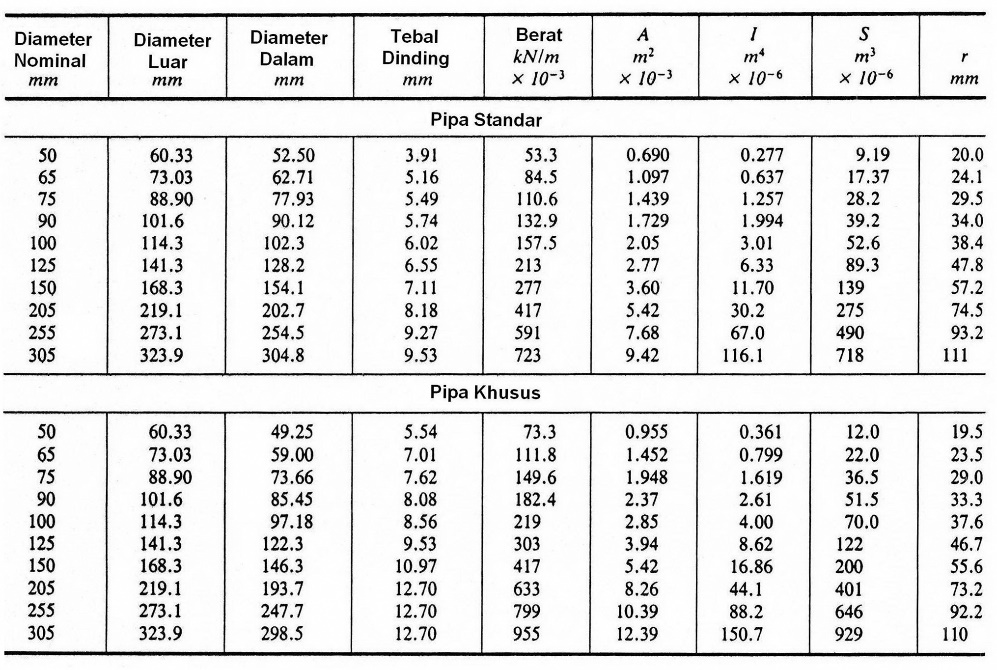 Diameter Nominal mm Diameter Luar mm Diameter Dalam mm Tebal Dinding mm Berat kN/m × 10⁻³ A m² × 10⁻³ I m⁴ × 10⁻⁶ S m³ × 10⁻⁶ r mm
Pipa Standar
50 60.33 52.50 3.91 53.3 0.690 0.277 9.19 20.0
65 73.03 62.71 5.16 84.5 1.097 0.637 17.37 24.1
75 88.90 77.93 5.49 110.6 1.439 1.257 28.2 29.5
90 101.6 90.12 5.74 132.9 1.729 1.994 39.2 34.0
100 114.3 102.3 6.02 157.5 2.05 3.01 52.6 38.4
125 141.3 128.2 6.55 213 2.77 6.33 89.3 47.8
150 168.3 154.1 7.11 277 3.60 11.70 139 57.2
205 219.1 202.7 8.18 417 5.42 30.2 275 74.5
255 273.1 254.5 9.27 591 7.68 67.0 490 93.2
305 323.9 304.8 9.53 723 9.42 116.1 718 111
Pipa Khusus
50 60.33 49.25 5.54 73.3 0.955 0.361 12.0 19.5
65 73.03 59.00 7.01 111.8 1.452 0.799 22.0 23.5
75 88.90 73.66 7.62 149.6 1.948 1.619 36.5 29.0
90 101.6 85.45 8.08 182.4 2.37 2.61 51.5 33.3
100 114.3 97.18 8.56 219 2.85 4.00 70.0 37.6
125 141.3 122.3 9.53 303 3.94 8.62 122 46.7
150 168.3 146.3 10.97 417 5.42 16.86 200 55.6
205 219.1 193.7 12.70 633 8.26 44.1 401 73.2
255 273.1 247.7 12.70 799 10.39 88.2 646 92.2
305 323.9 298.5 12.70 955 12.39 150.7 929 110